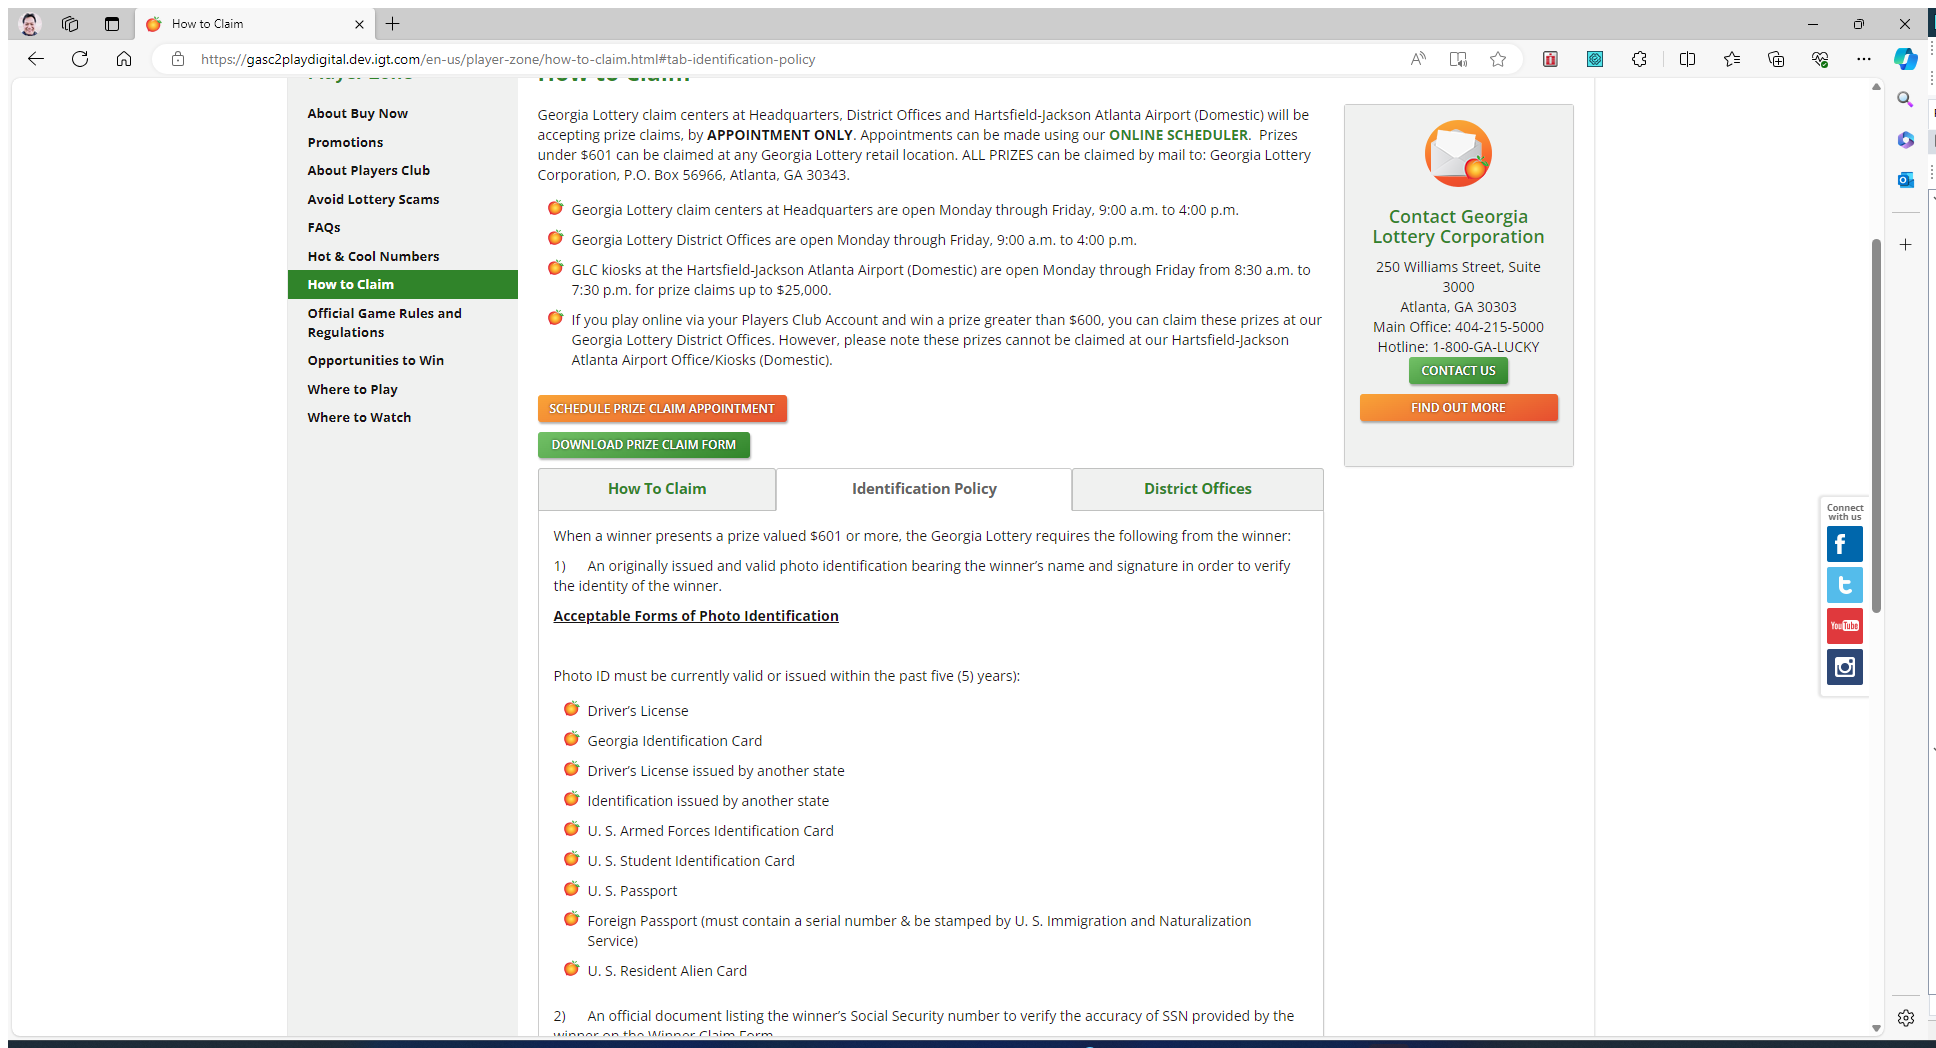 How to Claim
https://gasc2playdigital.dev.igt.com/en-us/player-zone/how-to-claim.html#tab-identification-policy
Player Zone
About Buy Now
Promotions
About Players Club
Avoid Lottery Scams
FAQs
Hot & Cool Numbers
How to Claim
Official Game Rules and
Regulations
Opportunities to Win
Where to Play
Where to Watch
How to Claim
Georgia Lottery claim centers at Headquarters, District Offices and Hartsfield-Jackson Atlanta Airport (Domestic) will be
accepting prize claims, by APPOINTMENT ONLY. Appointments can be made using our ONLINE SCHEDULER. Prizes
under $601 can be claimed at any Georgia Lottery retail location. ALL PRIZES can be claimed by mail to: Georgia Lottery
Corporation, P.O. Box 56966, Atlanta, GA 30343.
Georgia Lottery claim centers at Headquarters are open Monday through Friday, 9:00 a.m. to 4:00 p.m.
Georgia Lottery District Offices are open Monday through Friday, 9:00 a.m. to 4:00 p.m.
GLC kiosks at the Hartsfield-Jackson Atlanta Airport (Domestic) are open Monday through Friday from 8:30 a.m. to
7:30 p.m. for prize claims up to $25,000.
If you play online via your Players Club Account and win a prize greater than $600, you can claim these prizes at our
Georgia Lottery District Offices. However, please note these prizes cannot be claimed at our Hartsfield-Jackson
Atlanta Airport Office/Kiosks (Domestic).
SCHEDULE PRIZE CLAIM APPOINTMENT
DOWNLOAD PRIZE CLAIM FORM
How To Claim
Identification Policy
District Offices
When a winner presents a prize valued $601 or more, the Georgia Lottery requires the following from the winner:
1) An originally issued and valid photo identification bearing the winner’s name and signature in order to verify
the identity of the winner.
Acceptable Forms of Photo Identification
Photo ID must be currently valid or issued within the past five (5) years):
Driver’s License
Georgia Identification Card
Driver’s License issued by another state
Identification issued by another state
U. S. Armed Forces Identification Card
U. S. Student Identification Card
U. S. Passport
Foreign Passport (must contain a serial number & be stamped by U. S. Immigration and Naturalization
Service)
U. S. Resident Alien Card
2) An official document listing the winner’s Social Security number to verify the accuracy of SSN provided by the
winner on the Winner Claim Form
Contact Georgia
Lottery Corporation
250 Williams Street, Suite
3000
Atlanta, GA 30303
Main Office: 404-215-5000
Hotline: 1-800-GA-LUCKY
CONTACT US
FIND OUT MORE
Connect
with us
You Tube